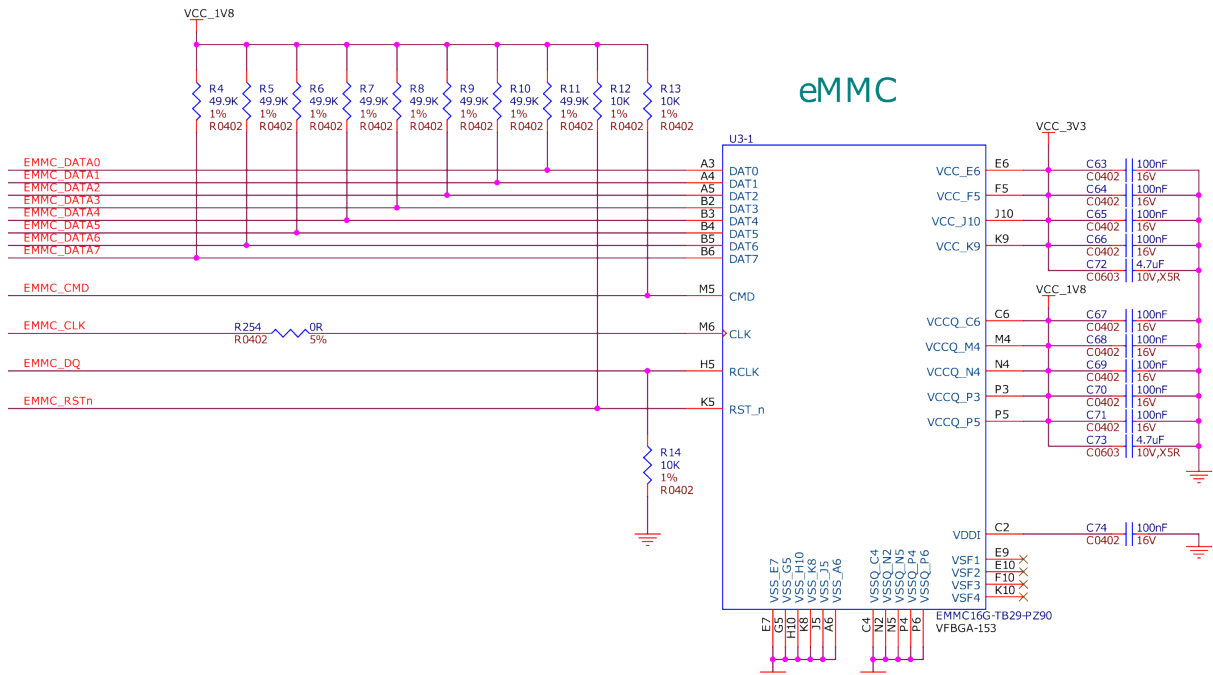 VCC_1V8
eMMC
R4
49.9K
1%
R0402
R5
49.9K
1%
R0402
R6
49.9K
1%
R0402
R7
49.9K
1%
R0402
R8
49.9K
1%
R0402
R9
49.9K
1%
R0402
R10
49.9K
1%
R0402
R11
49.9K
1%
R0402
R12
10K
1%
R0402
R13
10K
1%
R0402
U3-1
EMMC_DATA0
EMMC_DATA1
EMMC_DATA2
EMMC_DATA3
EMMC_DATA4
EMMC_DATA5
EMMC_DATA6
EMMC_DATA7
EMMC_CMD
EMMC_CLK
R254
R0402
0R
5%
EMMC_DQ
EMMC_RSTn
R14
10K
1%
R0402
A3
A4
A5
B2
B3
B4
B5
B6
M5
M6
H5
K5
DAT0
DAT1
DAT2
DAT3
DAT4
DAT5
DAT6
DAT7
CMD
CLK
RCLK
RST_n
VCC_E6
VCC_F5
VCC_J10
VCC_K9
VCCQ_C6
VCCQ_M4
VCCQ_N4
VCCQ_P3
VCCQ_P5
VDDI
VSF1
VSF2
VSF3
VSF4
E6
F5
J10
K9
C6
M4
N4
P3
P5
C2
E9
E10
F10
K10
VCC_3V3
C63 100nF
C0402 16V
C64 100nF
C0402 16V
C65 100nF
C0402 16V
C66 100nF
C0402 16V
C72 4.7uF
C0603 10V,X5R
VCC_1V8
C67 100nF
C0402 16V
C68 100nF
C0402 16V
C69 100nF
C0402 16V
C70 100nF
C0402 16V
C71 100nF
C0402 16V
C73 4.7uF
C0603 10V,X5R
C74 100nF
C0402 16V
VSS_E7
VSS_G5
VSS_H10
VSS_K8
VSS_J5
VSS_A6
VSSQ_C4
VSSQ_N2
VSSQ_N5
VSSQ_P4
VSSQ_P6
E7
G5
H10
K8
J5
A6
C4
N2
N5
P4
P6
EMMC16G-TB29-PZ90
VFBGA-153